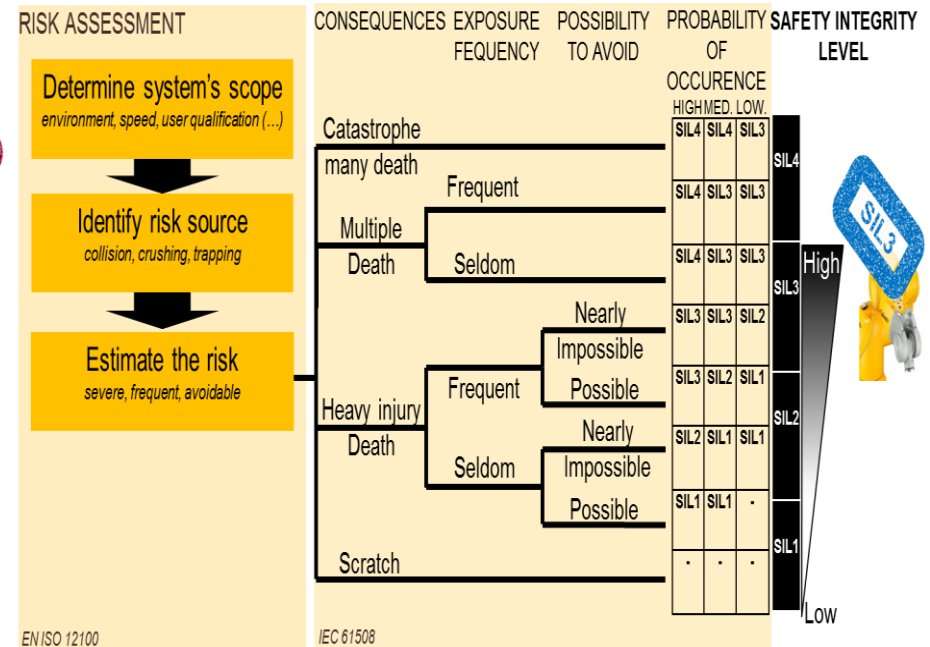 RISK ASSESSMENT
Determine system's scope
environment, speed, user qualification (...)
Identify risk source
collision, crushing, trapping
Estimate the risk
severe, frequent, avoidable
EN ISO 12100
CONSEQUENCES EXPOSURE POSSIBILITY PROBABILITY SAFETY INTEGRITY
FEQUENCY TO AVOID OF LEVEL
OCCURENCE
HIGH MED. LOW.
Catastrophe
many death
SIL4 SIL4 SIL3
Frequent
SIL4 SIL3 SIL3
Multiple
Death
Seldom
SIL4 SIL3 SIL3
Nearly
Impossible
SIL3 SIL3 SIL2
Frequent
Possible
SIL3 SIL2 SIL1
Heavy injury
Death
Nearly
Impossible
SIL2 SIL1 SIL1
Seldom
Possible
SIL1 SIL1 .
Scratch
. . .
IEC 61508
SIL4
SIL3
SIL2
SIL1
High
Low
SIL3